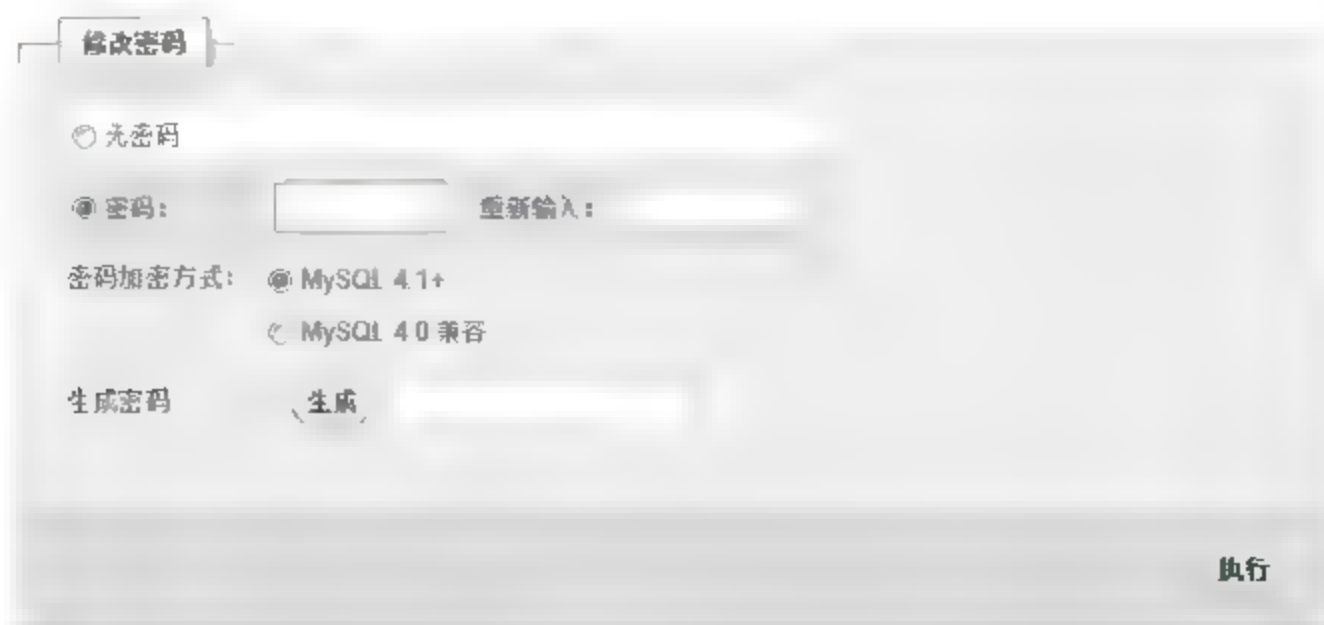 修改密码
无密码
密码： 重新输入：
密码加密方式： MySQL 4.1+
MySQL 4.0 兼容
生成密码 生成
执行